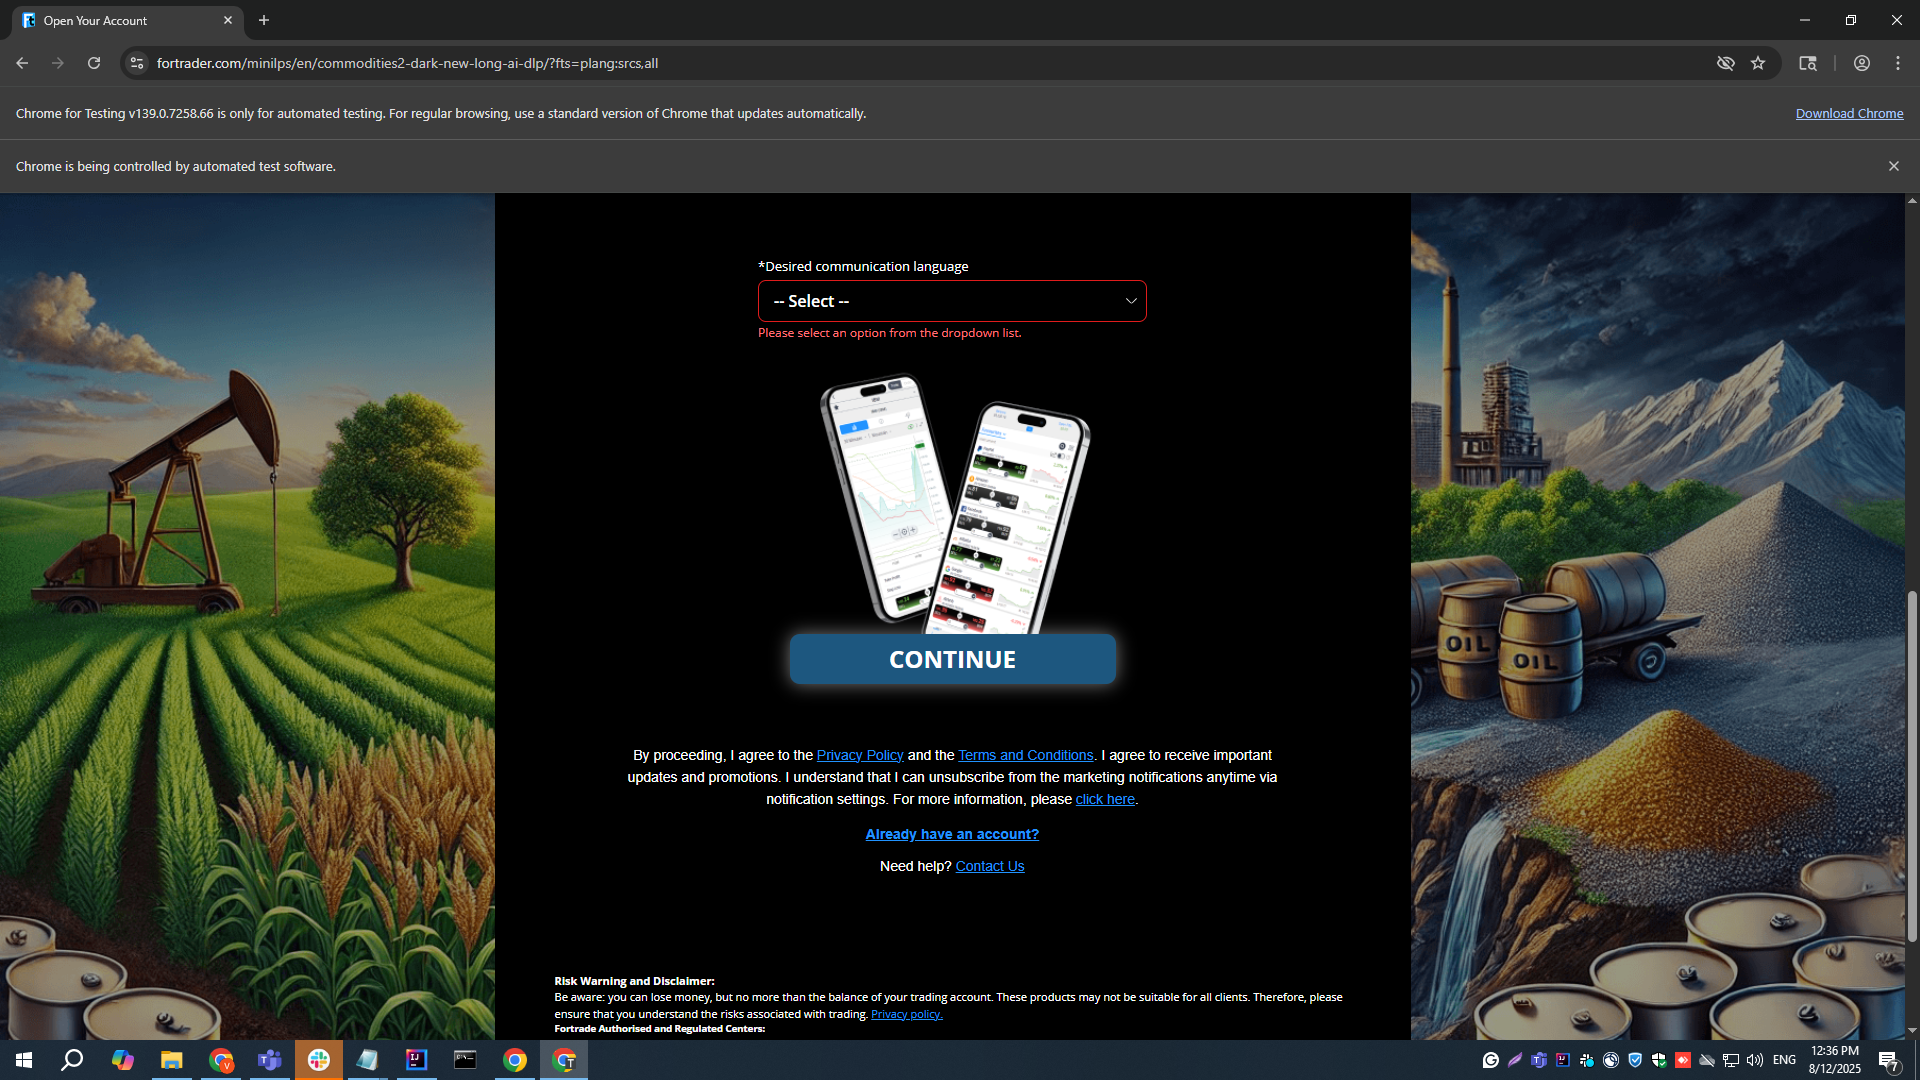 Open Your Account
fortrader.com/minilps/en/commodities2-dark-new-long-ai-dlp/?fts=plang:srcs,all
Chrome for Testing v139.0.7258.66 is only for automated testing. For regular browsing, use a standard version of Chrome that updates automatically.
Download Chrome
Chrome is being controlled by automated test software.
*Desired communication language
-- Select --
Please select an option from the dropdown list.
CONTINUE
OIL
OIL
By proceeding, I agree to the Privacy Policy and the Terms and Conditions. I agree to receive important
updates and promotions. I understand that I can unsubscribe from the marketing notifications anytime via
notification settings. For more information, please click here.
Already have an account?
Need help? Contact Us
Risk Warning and Disclaimer:
Be aware: you can lose money, but no more than the balance of your trading account. These products may not be suitable for all clients. Therefore, please
ensure that you understand the risks associated with trading. Privacy policy.
Fortrade Authorised and Regulated Centers:
ENG
12:36 PM
8/12/2025
7